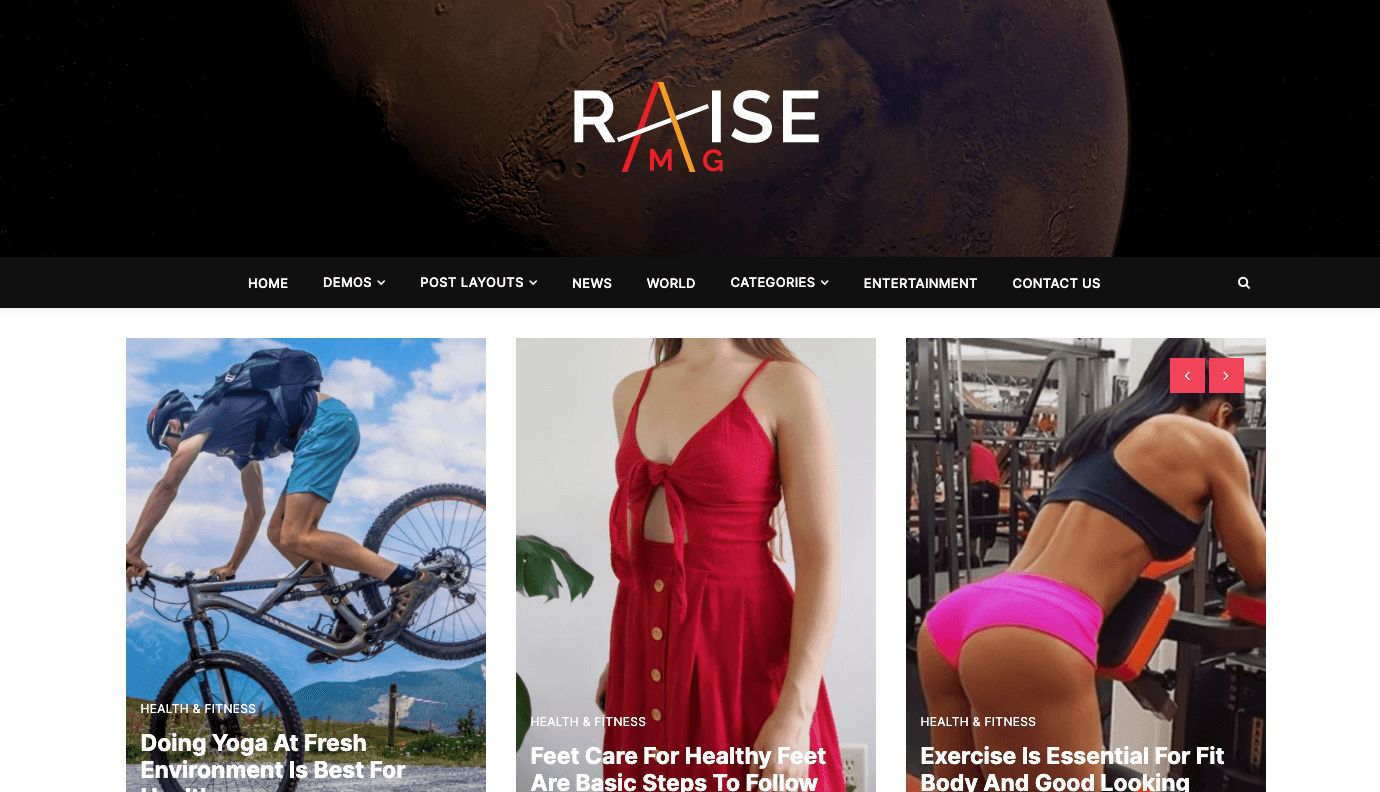 RAISE
MG
HOME DEMOS POST LAYOUTS NEWS WORLD CATEGORIES ENTERTAINMENT CONTACT US
HEALTH & FITNESS
Doing Yoga At Fresh
Environment Is Best For
HEALTH & FITNESS
Feet Care For Healthy Feet
Are Basic Steps To Follow
HEALTH & FITNESS
Exercise Is Essential For Fit
Body And Good Looking